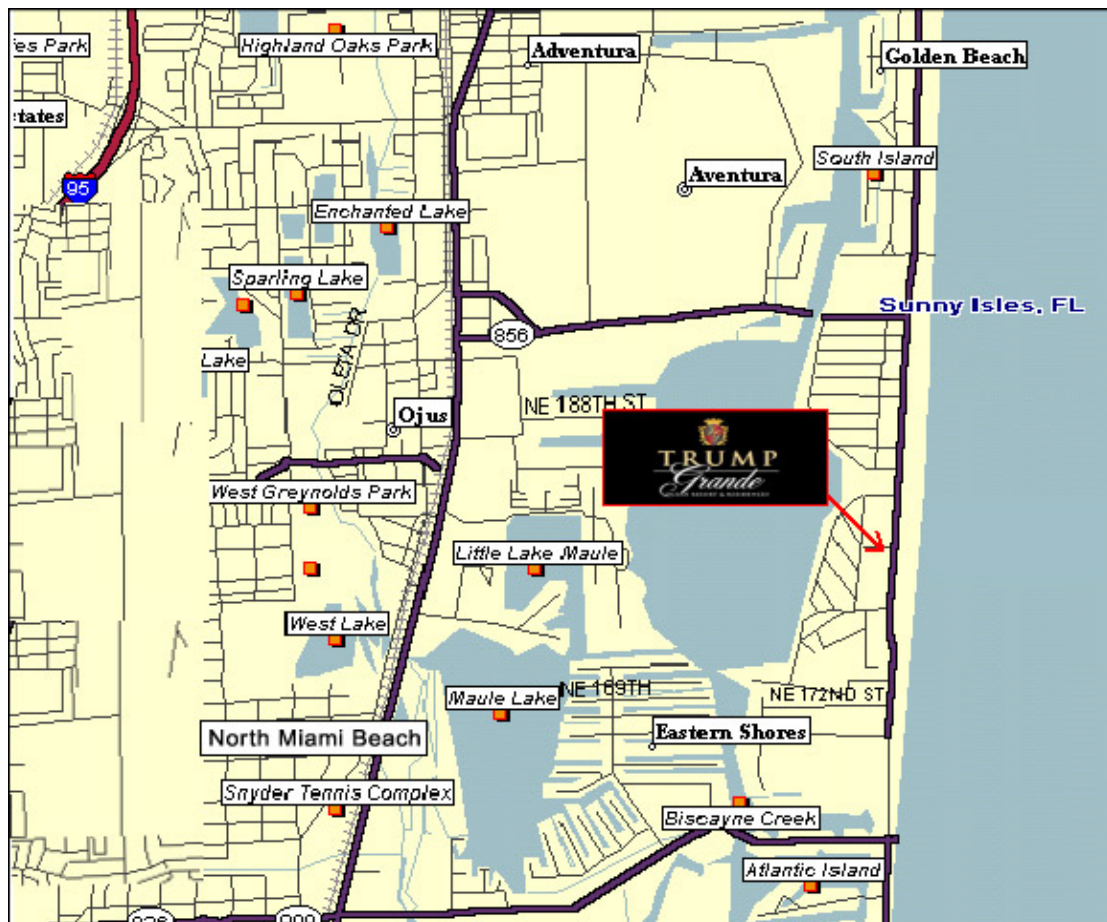 Highland Oaks Park
Adventura
Golden Beach
95
South Island
Aventura
Enchanted Lake
Sparling Lake
Sunny Isles, FL
856
Lake
OLETA DR
NE 188TH ST
Ojus
TRUMP
Grande
West Greynolds Park
Little Lake Maule
West Lake
NE 169TH
NE 172ND ST
Maule Lake
Eastern Shores
North Miami Beach
Snyder Tennis Complex
Biscayne Creek
Atlantic Island